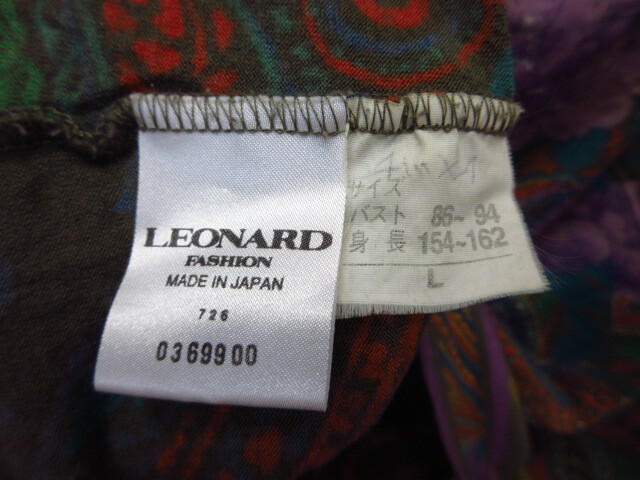 LEONARD
FASHION
MADE IN JAPAN
726
0369900
サイズ
バスト 86~94
身長 154~162
L